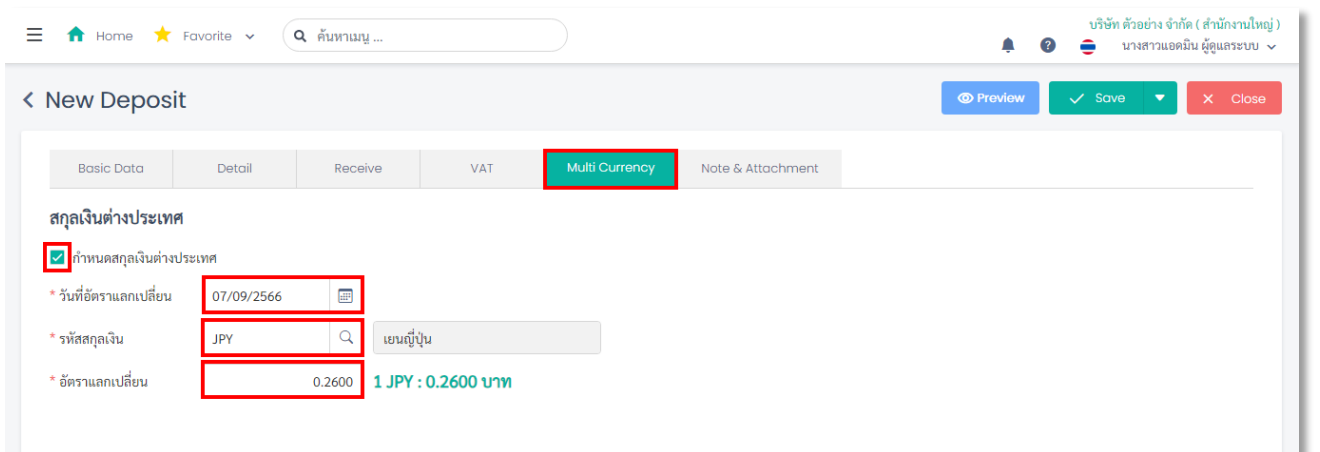 บริษัท ตัวอย่าง จำกัด ( สำนักงานใหญ่ )
Home Favorite ค้นหาเมนู ... นางสาวแอดมิน ผู้ดูแลระบบ
New Deposit Preview Save Close
Basic Data Detail Receive VAT Multi Currency Note & Attachment
สกุลเงินต่างประเทศ
กำหนดสกุลเงินต่างประเทศ
* วันที่อัตราแลกเปลี่ยน 07/09/2566
* รหัสสกุลเงิน JPY เยนญี่ปุ่น
* อัตราแลกเปลี่ยน 0.2600 1 JPY : 0.2600 บาท